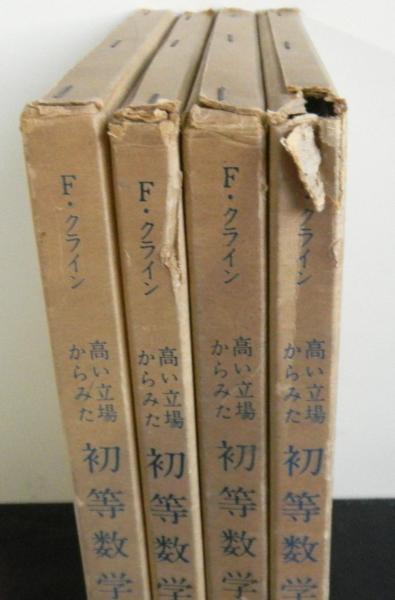 F・クライン
高い立場
からみた
初等数学
F・クライン
高い立場
からみた
初等数学
F・クライン
高い立場
からみた
初等数学
・クライン
高い立場
からみた
初等数学